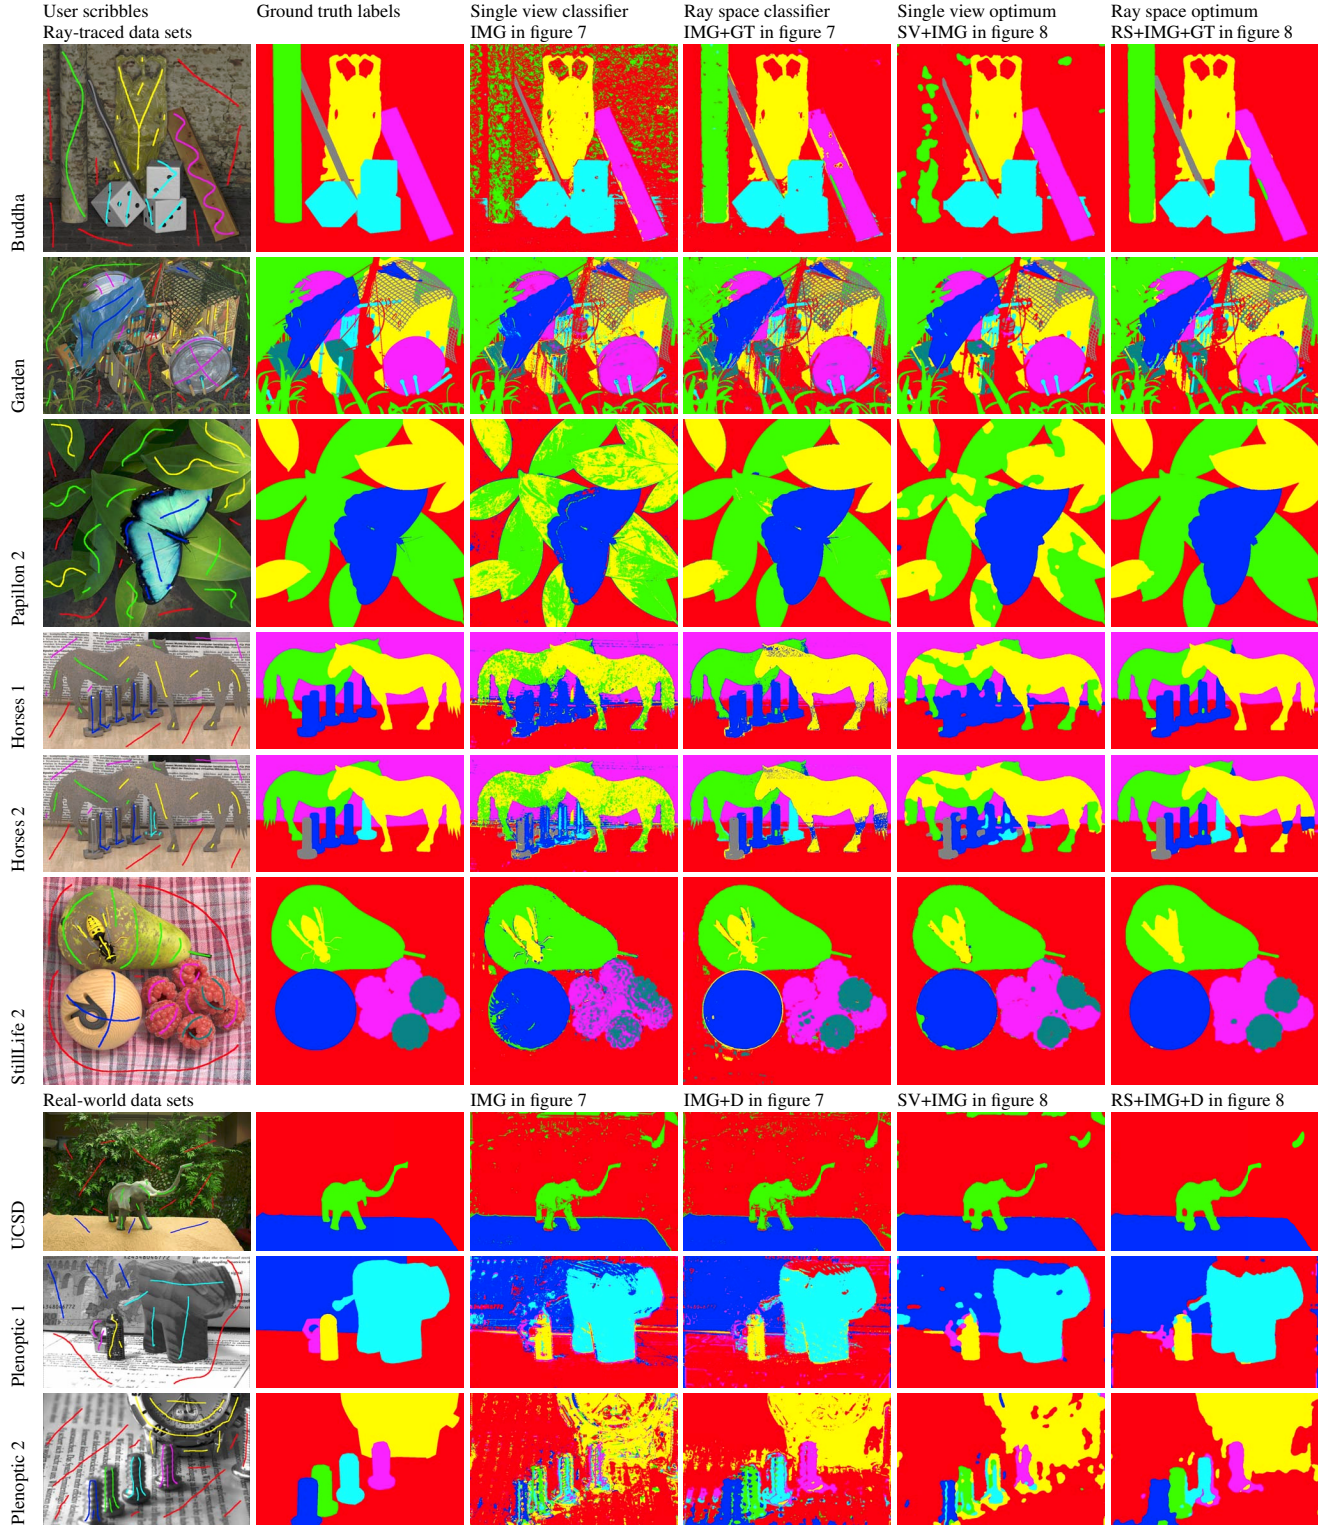 User scribbles
Ray-traced data sets
Ground truth labels
Single view classifier
IMG in figure 7
Ray space classifier
IMG+GT in figure 7
Single view optimum
SV+IMG in figure 8
Ray space optimum
RS+IMG+GT in figure 8
Buddha
Garden
Papillon 2
Horses 1
Horses 2
StillLife 2
Real-world data sets
IMG in figure 7
IMG+D in figure 7
SV+IMG in figure 8
RS+IMG+D in figure 8
UCSD
Plenoptic 1
Plenoptic 2